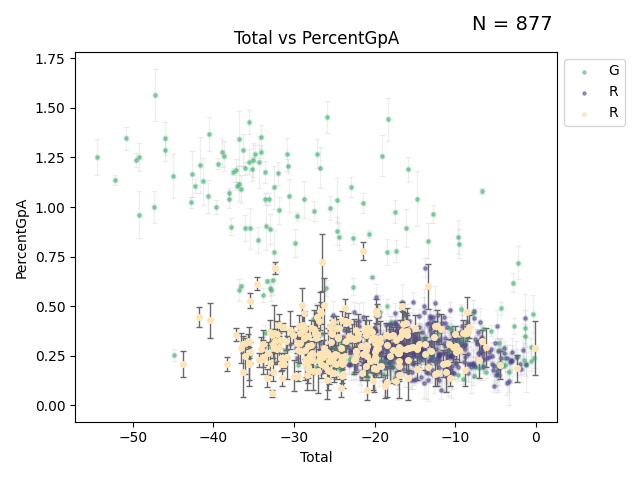 N = 877
Total vs PercentGpA
G
R
R
PercentGpA
1.75
1.50
1.25
1.00
0.75
0.50
0.25
0.00
−50
−40
−30
−20
−10
0
Total